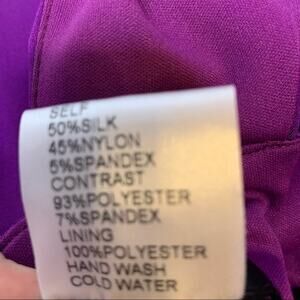 SELF
50%SILK
45%NYLON
5%SPANDEX
CONTRAST
93%POLYESTER
7%SPANDEX
LINING
100%POLYESTER
HAND WASH
COLD WATER